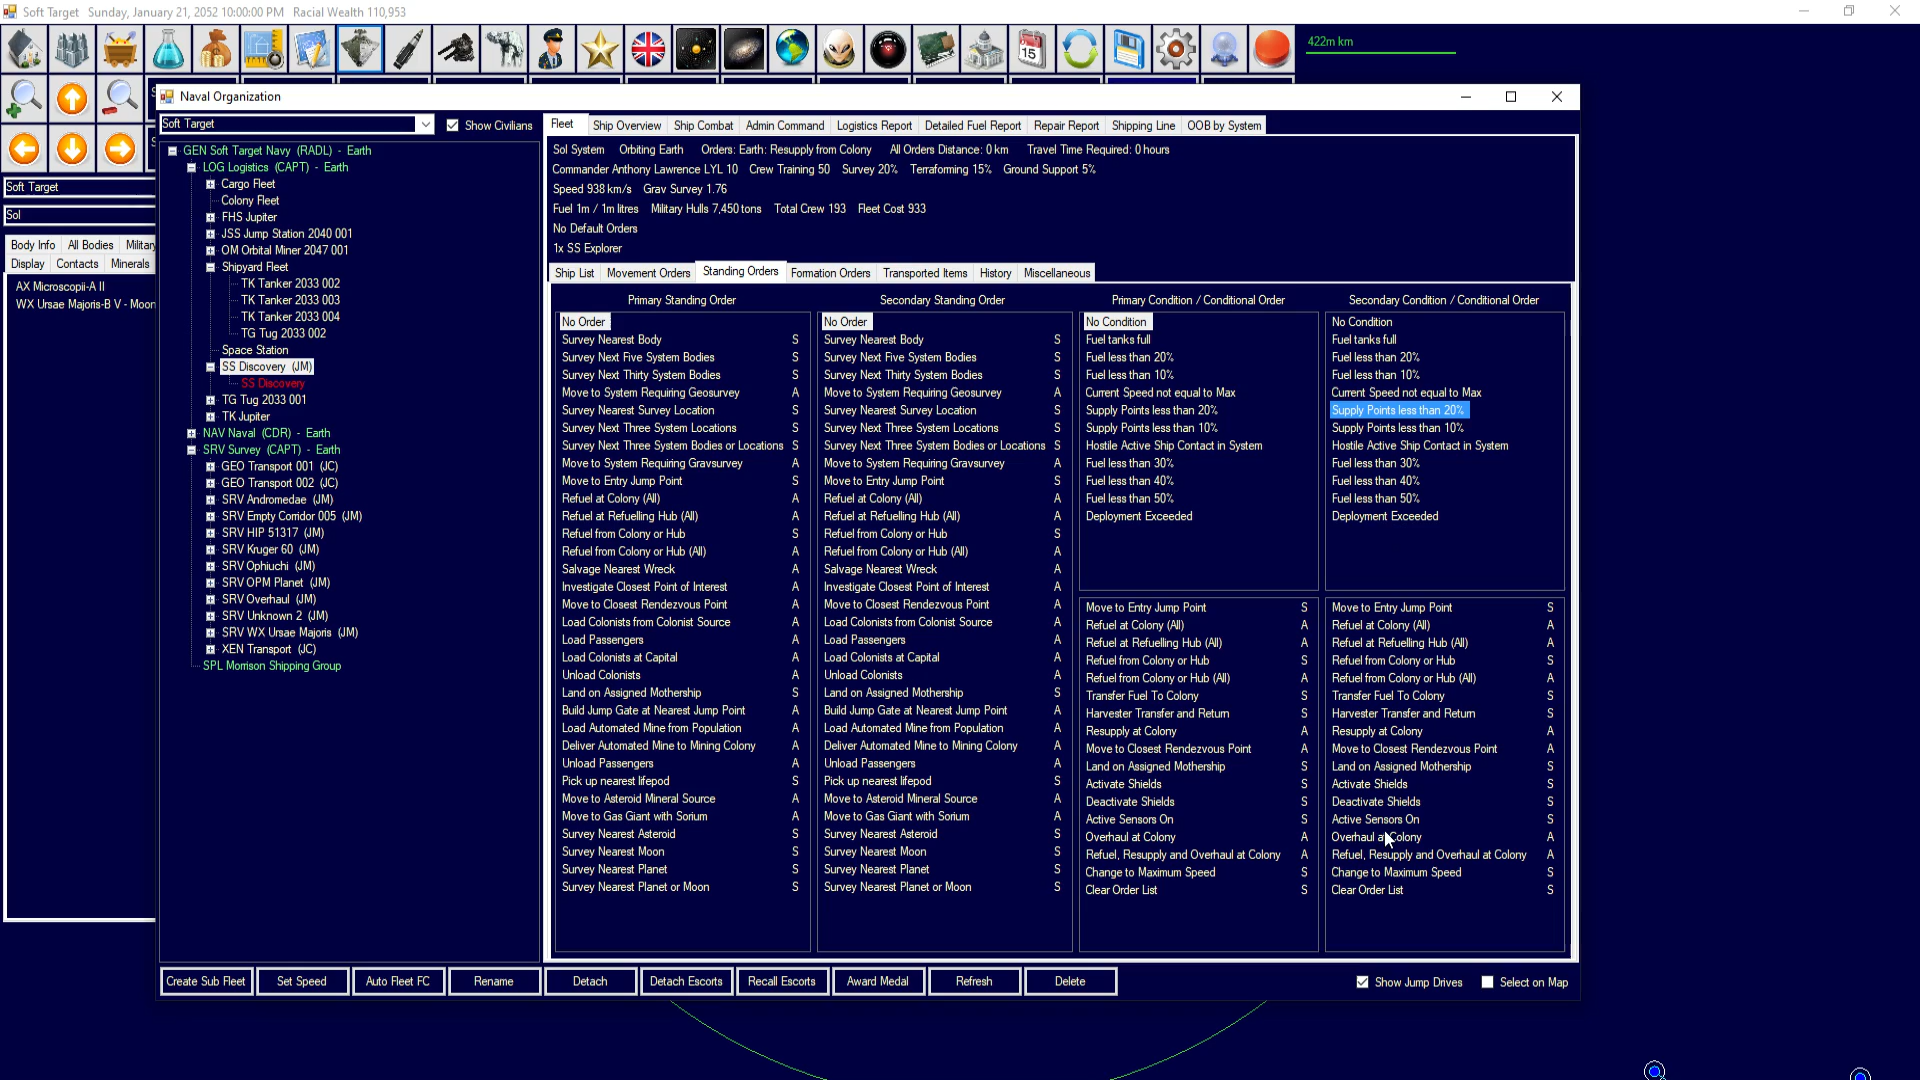 Soft Target Sunday, January 21, 2052 10:00:00 PM Racial Wealth 110,953
422m km
15
Naval Organization
Soft Target
Show Civilians
Soft Target
Sol
Body Info All Bodies Military
Display Contacts Minerals
AX Microscopii-A II
WX Ursae Majoris-B V - Moon
GEN Soft Target Navy (RADL) - Earth
LOG Logistics (CAPT) - Earth
Cargo Fleet
Colony Fleet
FHS Jupiter
JSS Jump Station 2040 001
OM Orbital Miner 2047 001
Shipyard Fleet
TK Tanker 2033 002
TK Tanker 2033 003
TK Tanker 2033 004
TG Tug 2033 002
Space Station
SS Discovery (JM)
SS Discovery
TG Tug 2033 001
TK Jupiter
NAV Naval (CDR) - Earth
SRV Survey (CAPT) - Earth
GEO Transport 001 (JC)
GEO Transport 002 (JC)
SRV Andromedae (JM)
SRV Empty Corridor 005 (JM)
SRV HIP 51317 (JM)
SRV Kruger 60 (JM)
SRV Ophiuchi (JM)
SRV OPM Planet (JM)
SRV Overhaul (JM)
SRV Unknown 2 (JM)
SRV WX Ursae Majoris (JM)
XEN Transport (JC)
SPL Morrison Shipping Group
Fleet Ship Overview Ship Combat Admin Command Logistics Report Detailed Fuel Report Repair Report Shipping Line OOB by System
Sol System Orbiting Earth Orders: Earth: Resupply from Colony All Orders Distance: 0 km Travel Time Required: 0 hours
Commander Anthony Lawrence LYL 10 Crew Training 50 Survey 20% Terraforming 15% Ground Support 5%
Speed 938 km/s Grav Survey 1.76
Fuel 1m / 1m litres Military Hulls 7,450 tons Total Crew 193 Fleet Cost 933
No Default Orders
1x SS Explorer
Ship List Movement Orders Standing Orders Formation Orders Transported Items History Miscellaneous
Primary Standing Order
No Order
Survey Nearest Body S
Survey Next Five System Bodies S
Survey Next Thirty System Bodies S
Move to System Requiring Geosurvey A
Survey Nearest Survey Location S
Survey Next Three System Locations S
Survey Next Three System Bodies or Locations S
Move to System Requiring Gravsurvey A
Move to Entry Jump Point S
Refuel at Colony (All) A
Refuel at Refuelling Hub (All) A
Refuel from Colony or Hub S
Refuel from Colony or Hub (All) A
Salvage Nearest Wreck A
Investigate Closest Point of Interest A
Move to Closest Rendezvous Point A
Load Colonists from Colonist Source A
Load Passengers A
Load Colonists at Capital A
Unload Colonists A
Land on Assigned Mothership S
Build Jump Gate at Nearest Jump Point A
Load Automated Mine from Population A
Deliver Automated Mine to Mining Colony A
Unload Passengers A
Pick up nearest lifepod S
Move to Asteroid Mineral Source A
Move to Gas Giant with Sorium A
Survey Nearest Asteroid S
Survey Nearest Moon S
Survey Nearest Planet S
Survey Nearest Planet or Moon S
Secondary Standing Order
No Order
Survey Nearest Body S
Survey Next Five System Bodies S
Survey Next Thirty System Bodies S
Move to System Requiring Geosurvey A
Survey Nearest Survey Location S
Survey Next Three System Locations S
Survey Next Three System Bodies or Locations S
Move to System Requiring Gravsurvey A
Move to Entry Jump Point S
Refuel at Colony (All) A
Refuel at Refuelling Hub (All) A
Refuel from Colony or Hub S
Refuel from Colony or Hub (All) A
Salvage Nearest Wreck A
Investigate Closest Point of Interest A
Move to Closest Rendezvous Point A
Load Colonists from Colonist Source A
Load Passengers A
Load Colonists at Capital A
Unload Colonists A
Land on Assigned Mothership S
Build Jump Gate at Nearest Jump Point A
Load Automated Mine from Population A
Deliver Automated Mine to Mining Colony A
Unload Passengers A
Pick up nearest lifepod S
Move to Asteroid Mineral Source A
Move to Gas Giant with Sorium A
Survey Nearest Asteroid S
Survey Nearest Moon S
Survey Nearest Planet S
Survey Nearest Planet or Moon S
Primary Condition / Conditional Order
No Condition
Fuel tanks full
Fuel less than 20%
Fuel less than 10%
Current Speed not equal to Max
Supply Points less than 20%
Supply Points less than 10%
Hostile Active Ship Contact in System
Fuel less than 30%
Fuel less than 40%
Fuel less than 50%
Deployment Exceeded
Move to Entry Jump Point S
Refuel at Colony (All) A
Refuel at Refuelling Hub (All) A
Refuel from Colony or Hub S
Refuel from Colony or Hub (All) A
Transfer Fuel To Colony S
Harvester Transfer and Return S
Resupply at Colony A
Move to Closest Rendezvous Point A
Land on Assigned Mothership S
Activate Shields S
Deactivate Shields S
Active Sensors On S
Overhaul at Colony A
Refuel, Resupply and Overhaul at Colony A
Change to Maximum Speed S
Clear Order List S
Secondary Condition / Conditional Order
No Condition
Fuel tanks full
Fuel less than 20%
Fuel less than 10%
Current Speed not equal to Max
Supply Points less than 20%
Supply Points less than 10%
Hostile Active Ship Contact in System
Fuel less than 30%
Fuel less than 40%
Fuel less than 50%
Deployment Exceeded
Move to Entry Jump Point S
Refuel at Colony (All) A
Refuel at Refuelling Hub (All) A
Refuel from Colony or Hub S
Refuel from Colony or Hub (All) A
Transfer Fuel To Colony S
Harvester Transfer and Return S
Resupply at Colony A
Move to Closest Rendezvous Point A
Land on Assigned Mothership S
Activate Shields S
Deactivate Shields S
Active Sensors On S
Overhaul at Colony A
Refuel, Resupply and Overhaul at Colony A
Change to Maximum Speed S
Clear Order List S
Create Sub Fleet Set Speed Auto Fleet FC Rename Detach Detach Escorts Recall Escorts Award Medal Refresh Delete
Show Jump Drives Select on Map